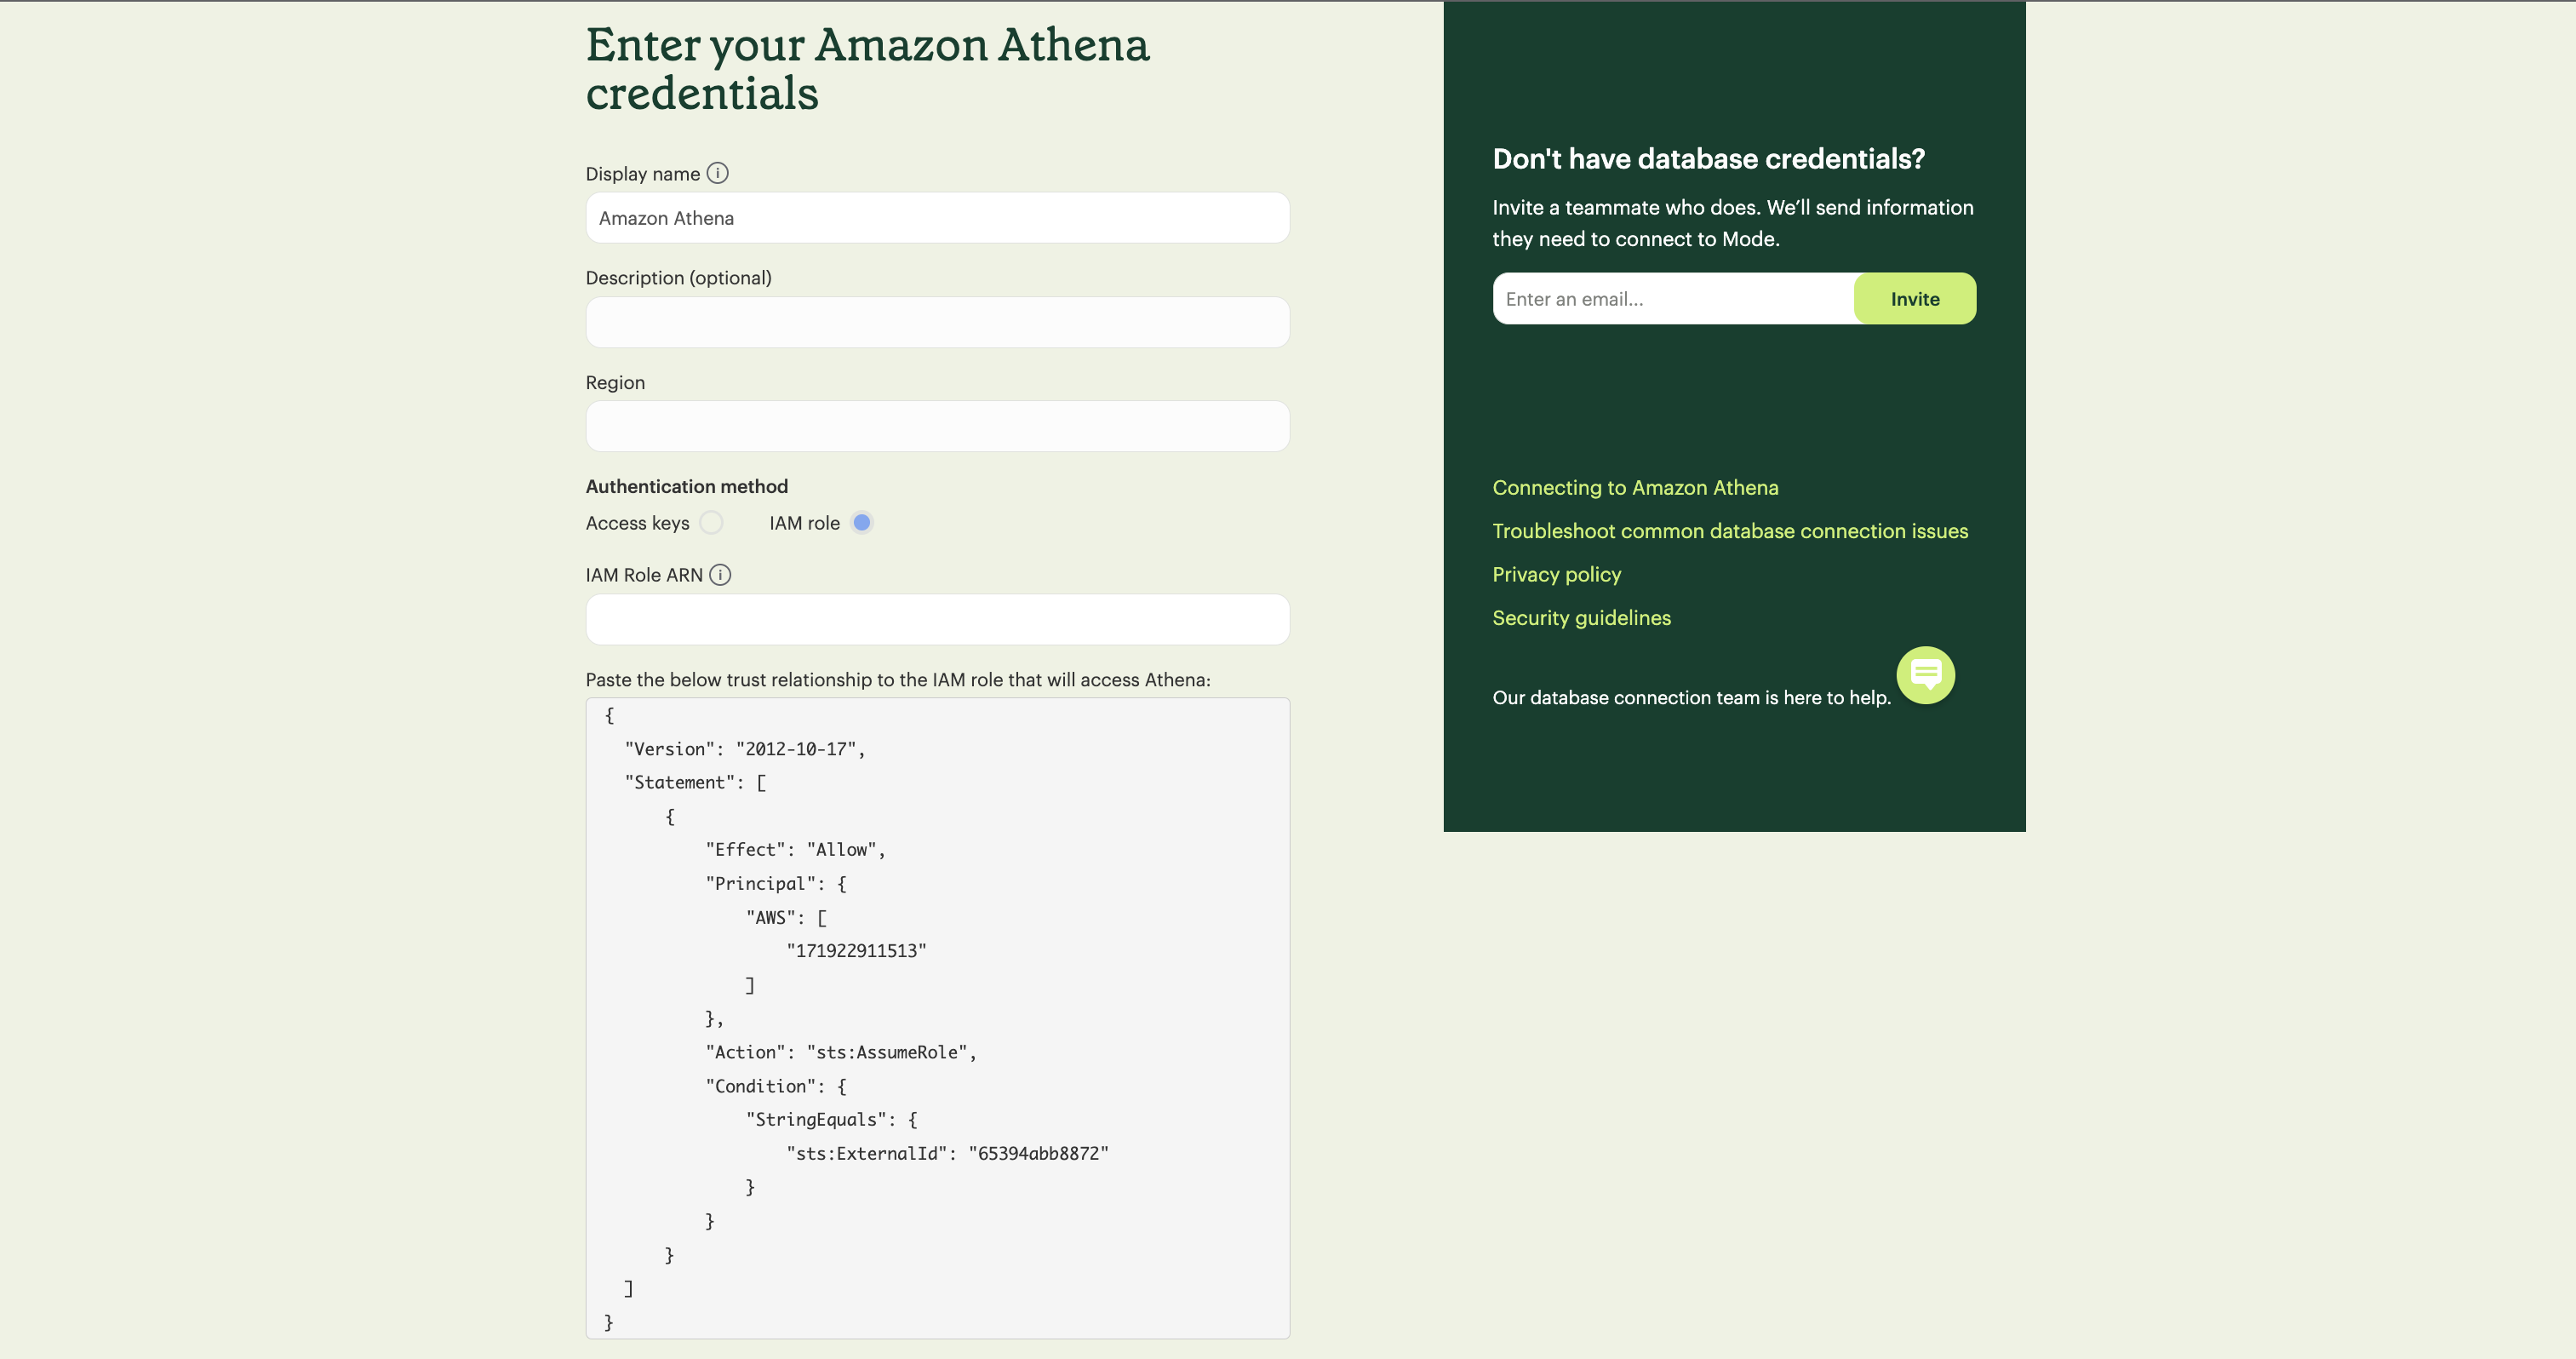 Enter your Amazon Athena
credentials
Display name
Amazon Athena
Description (optional)
Region
Authentication method
Access keys IAM role
IAM Role ARN
Paste the below trust relationship to the IAM role that will access Athena:
{
  "Version": "2012-10-17",
  "Statement": [
      {
          "Effect": "Allow",
          "Principal": {
              "AWS": [
                  "171922911513"
              ]
          },
          "Action": "sts:AssumeRole",
          "Condition": {
              "StringEquals": {
                  "sts:ExternalId": "65394abb8872"
              }
          }
      }
  ]
}
Don't have database credentials?
Invite a teammate who does. We’ll send information
they need to connect to Mode.
Enter an email... Invite
Connecting to Amazon Athena
Troubleshoot common database connection issues
Privacy policy
Security guidelines
Our database connection team is here to help.